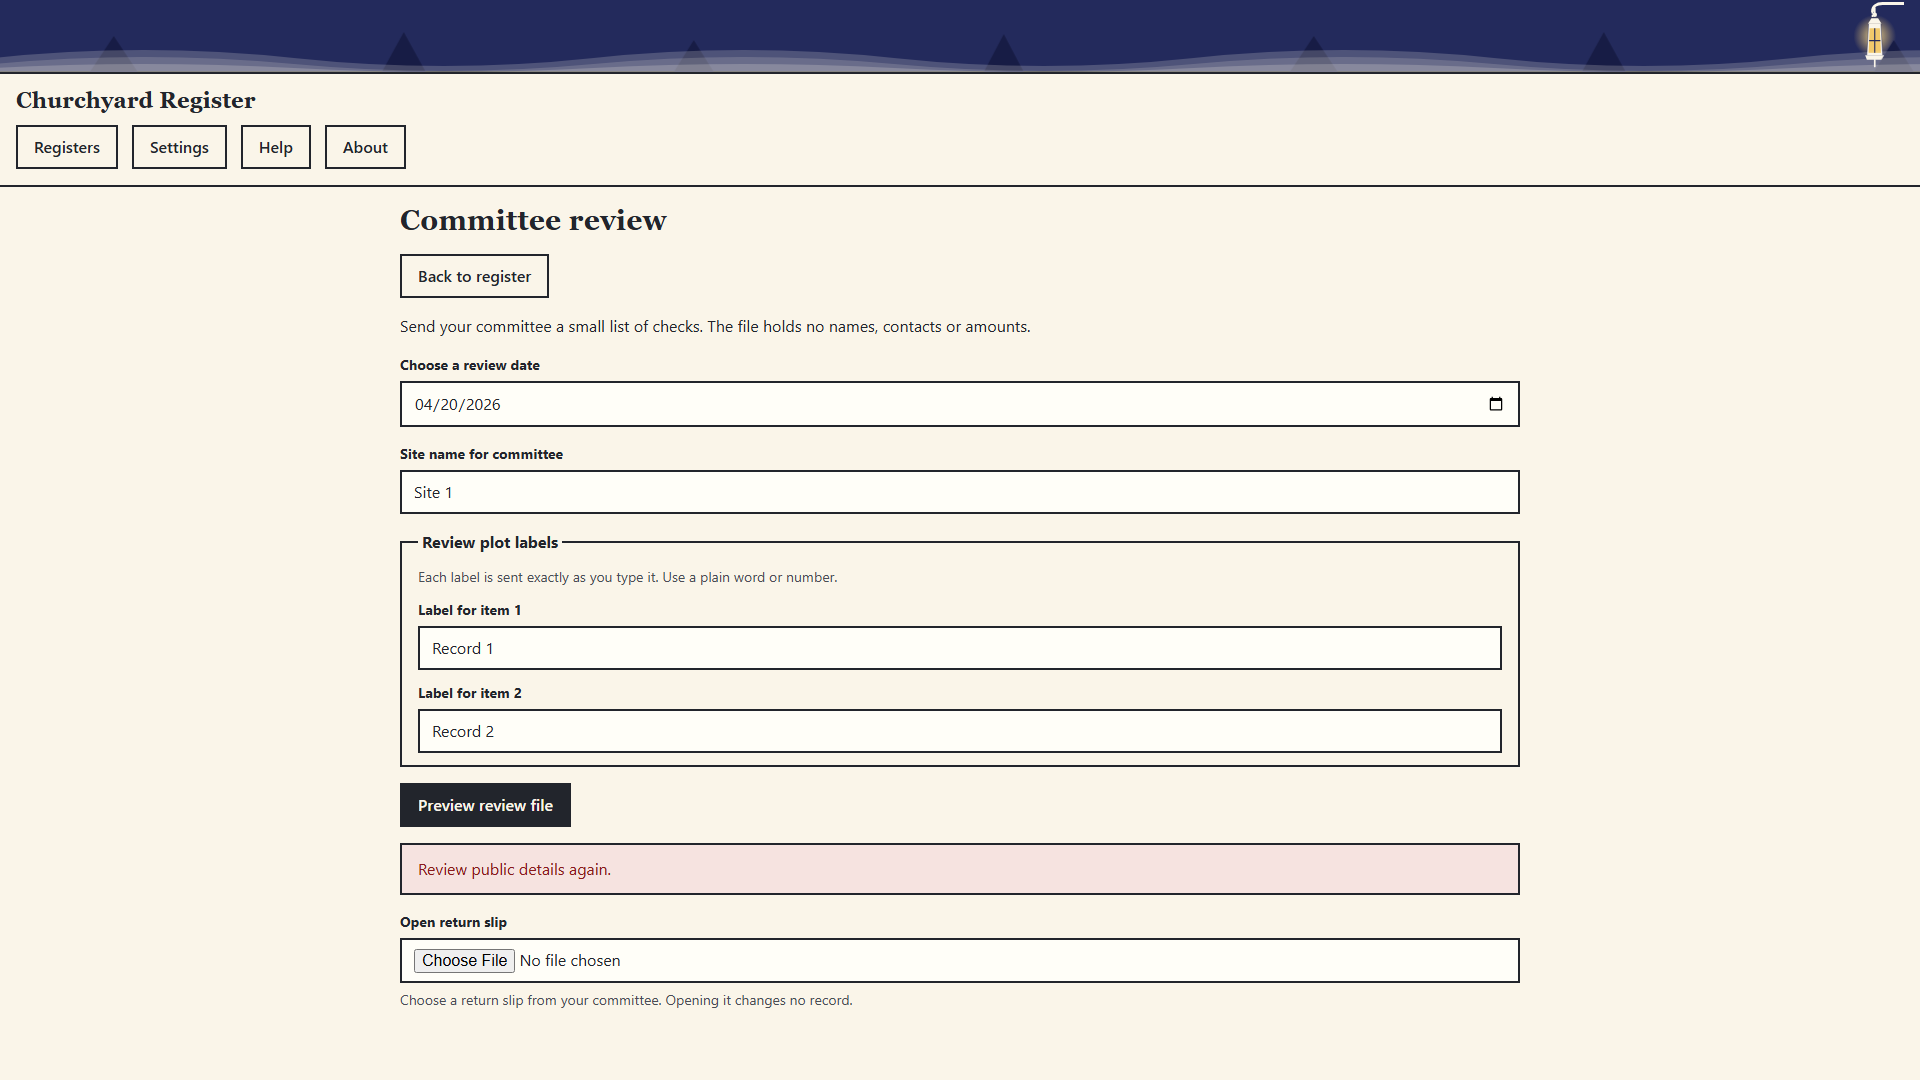 Churchyard Register
Registers
Settings
Help
About
Committee review
Back to register
Send your committee a small list of checks. The file holds no names, contacts or amounts.
Choose a review date
04/20/2026
Site name for committee
Site 1
Review plot labels
Each label is sent exactly as you type it. Use a plain word or number.
Label for item 1
Record 1
Label for item 2
Record 2
Preview review file
Review public details again.
Open return slip
Choose File No file chosen
Choose a return slip from your committee. Opening it changes no record.